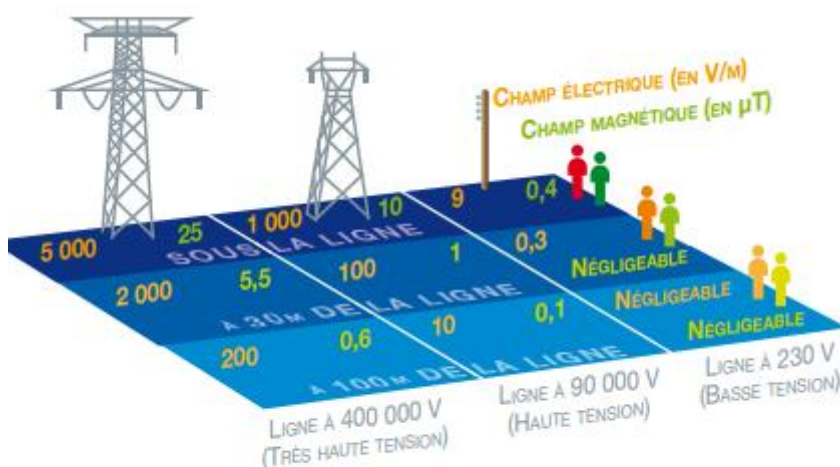 CHAMP ÉLECTRIQUE (EN V/M)
CHAMP MAGNÉTIQUE (EN µT)
5 000 25 1 000 10 9 0,4
SOUS LA LIGNE
2 000 5,5 100 1 0,3 NÉGLIGEABLE
À 30M DE LA LIGNE
200 0,6 10 0,1 NÉGLIGEABLE NÉGLIGEABLE
À 100M DE LA LIGNE
LIGNE À 400 000 V
(TRÈS HAUTE TENSION)
LIGNE À 90 000 V
(HAUTE TENSION)
LIGNE À 230 V
(BASSE TENSION)